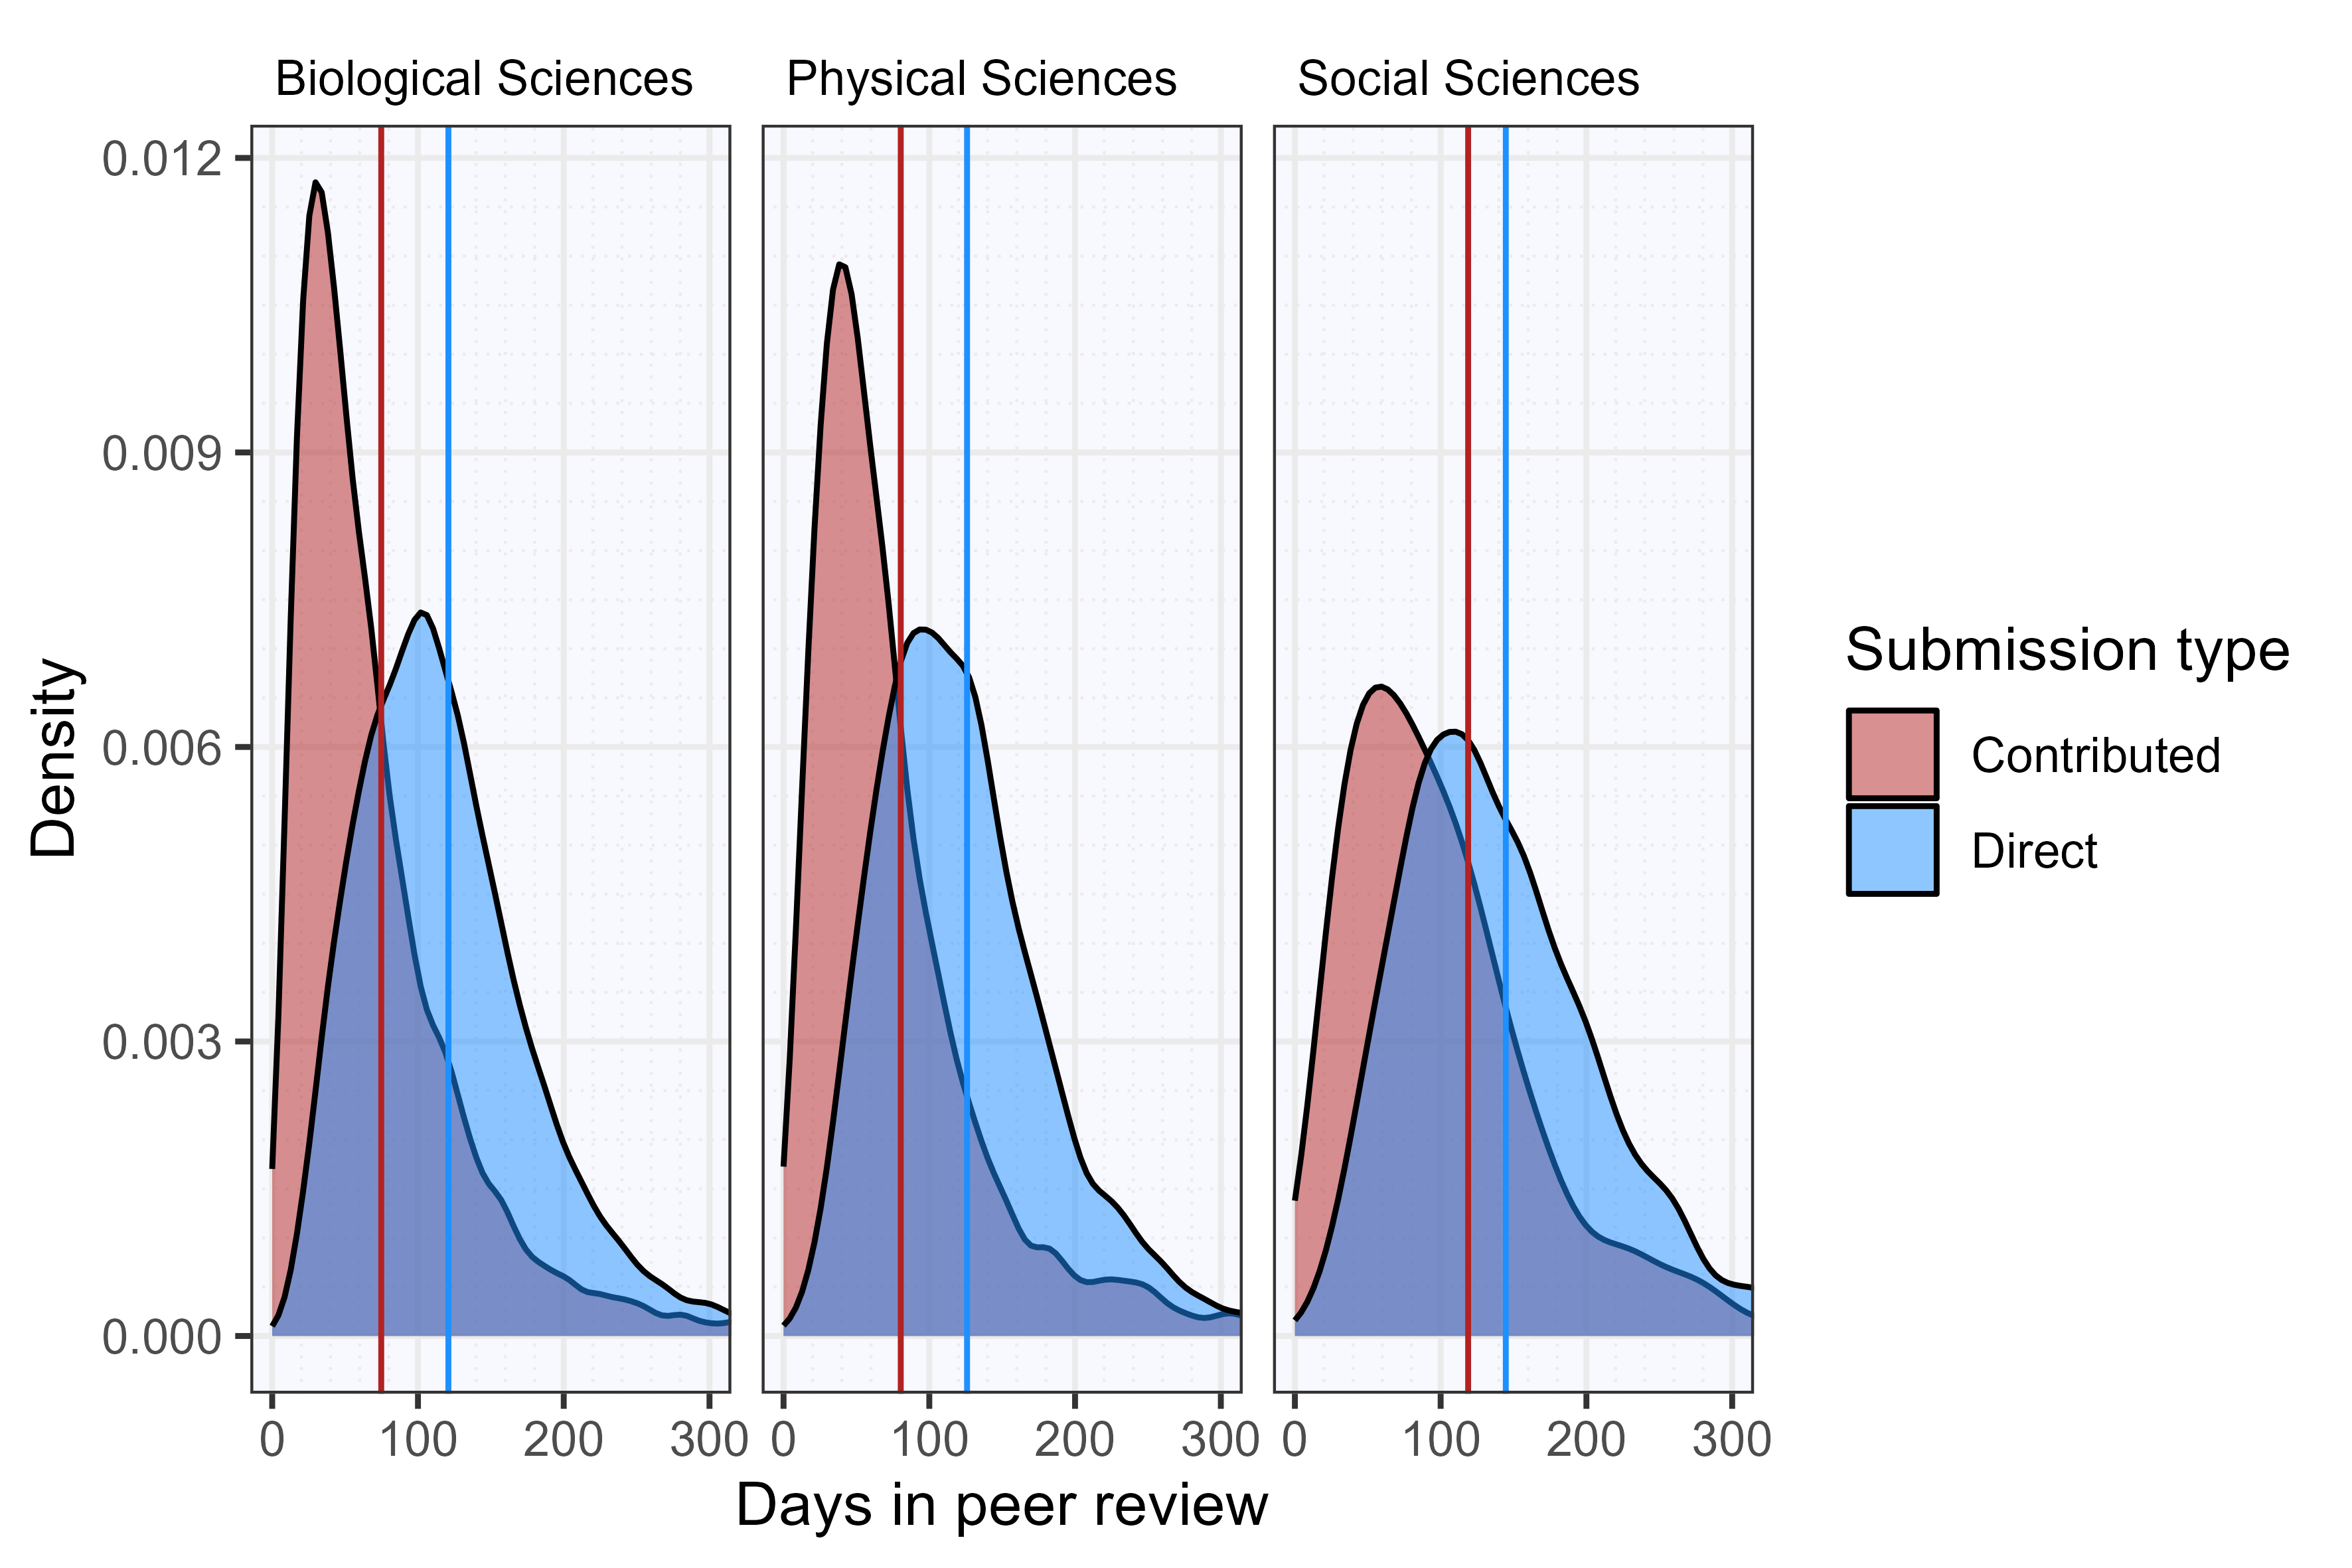 Biological Sciences
Physical Sciences
Social Sciences
0.012
0.009
0.006
0.003
0.000
Density
0 100 200 300
0 100 200 300
0 100 200 300
Days in peer review
Submission type
Contributed
Direct